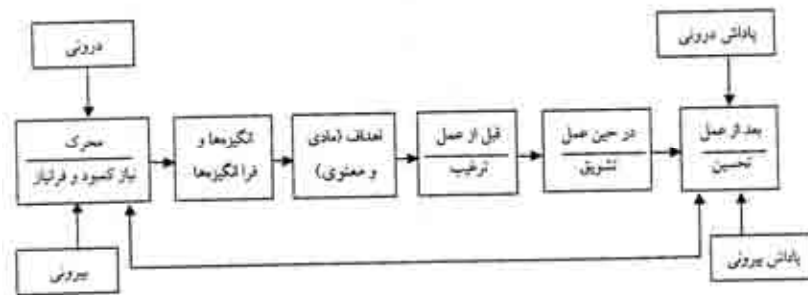 درونی
پاداش درونی
محرک
نیاز کمبود و فرانیاز
انگیزه‌ها و
فرا انگیزه‌ها
اهداف (مادی
و معنوی)
قبل از عمل
ترغیب
در حین عمل
تشویق
بعد از عمل
تحسین
بیرونی
پاداش بیرونی